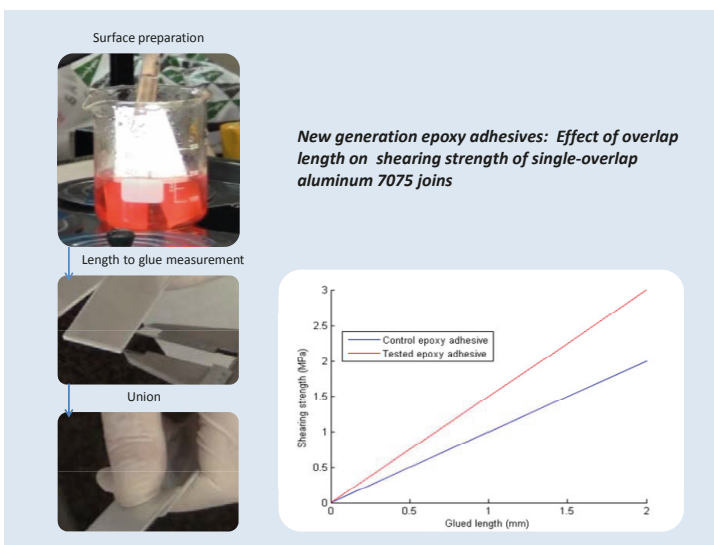 Surface preparation
New generation epoxy adhesives: Effect of overlap
length on shearing strength of single-overlap
aluminum 7075 joins
Length to glue measurement
Union
3
2.5
2
1.5
1
0.5
0
Shearing strength (MPa)
Control epoxy adhesive
Tested epoxy adhesive
0
0.5
1
1.5
2
Glued length (mm)